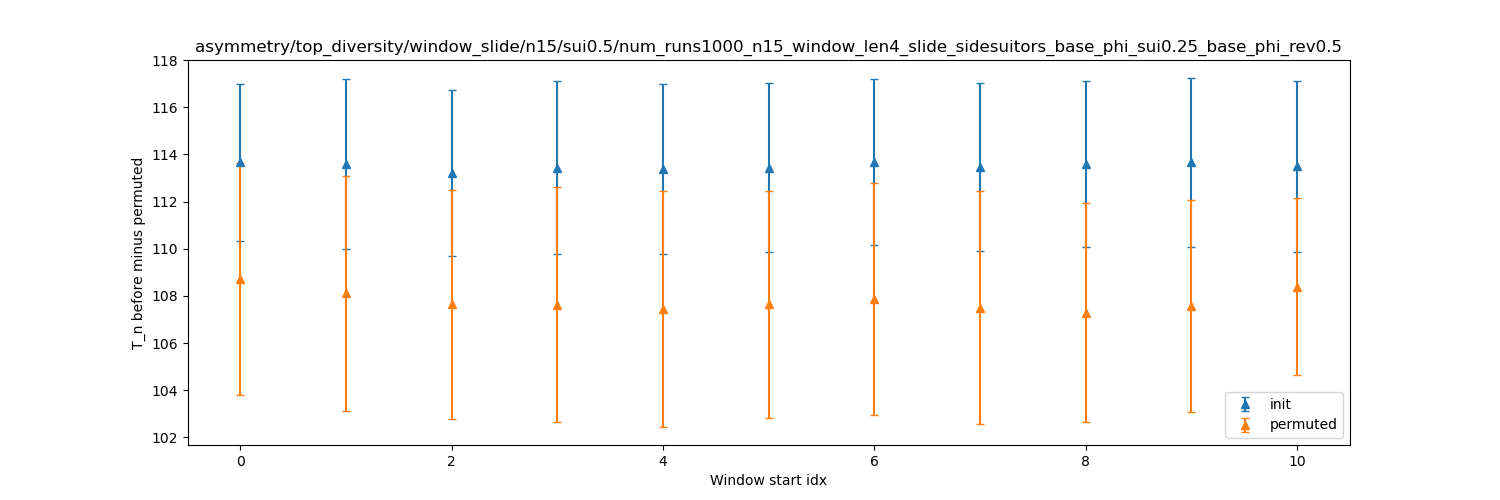 asymmetry/top_diversity/window_slide/n15/sui0.5/num_runs1000_n15_window_len4_slide_sidesuitors_base_phi_sui0.25_base_phi_rev0.5
118
116
114
112
110
108
106
104
102
T_n before minus permuted
init
permuted
0 2 4 6 8 10
Window start idx